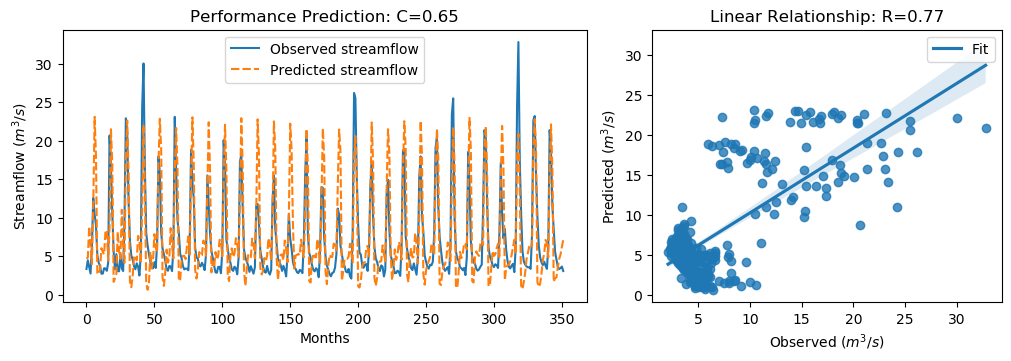 Performance Prediction: C=0.65
Observed streamflow
Predicted streamflow
Streamflow (m³/s)
30
25
20
15
10
5
0
0 50 100 150 200 250 300 350
Months
Linear Relationship: R=0.77
Fit
Predicted (m³/s)
30
25
20
15
10
5
0
5 10 15 20 25 30
Observed (m³/s)